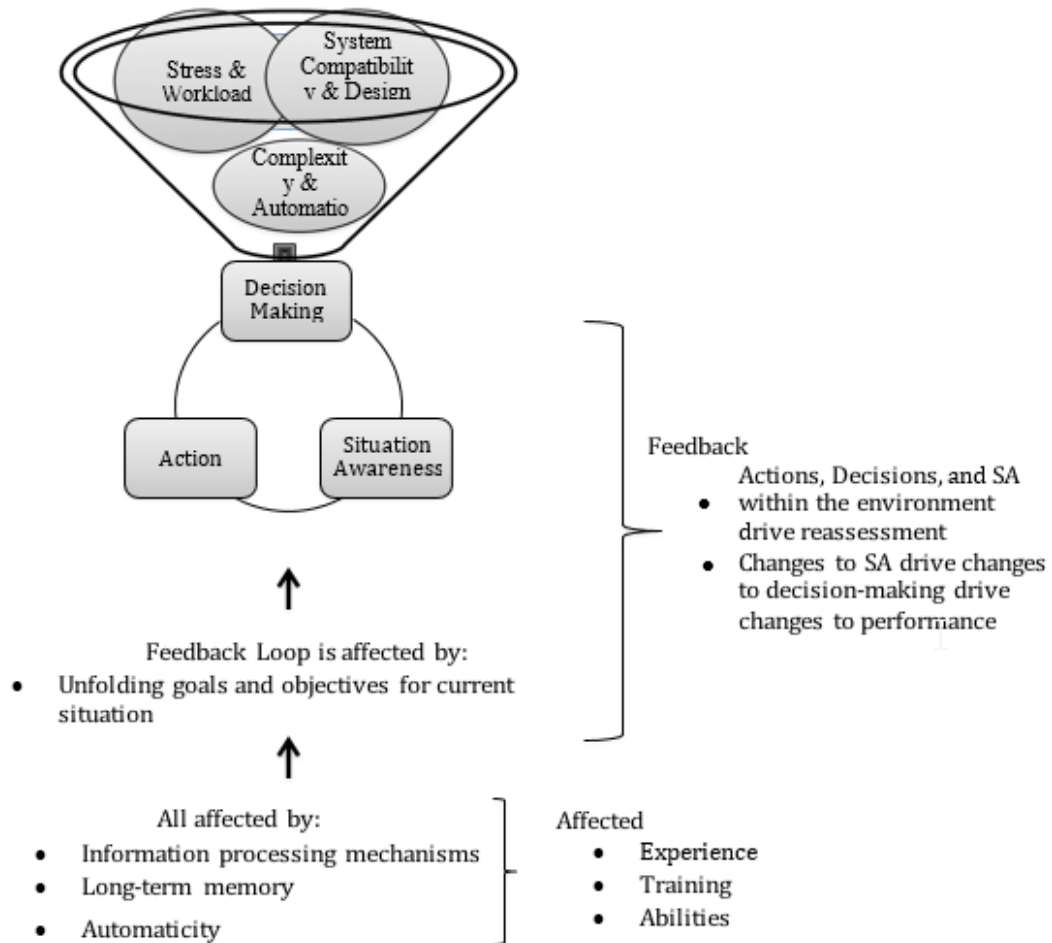 Stress &
Workload
System
Compatibilit
y & Design
Complexit
y &
Automatio
Decision
Making
Action
Situation
Awareness
Feedback
Actions, Decisions, and SA
● within the environment
drive reassessment
● Changes to SA drive changes
to decision-making drive
changes to performance
Feedback Loop is affected by:
● Unfolding goals and objectives for current
situation
All affected by:
● Information processing mechanisms
● Long-term memory
● Automaticity
Affected
● Experience
● Training
● Abilities